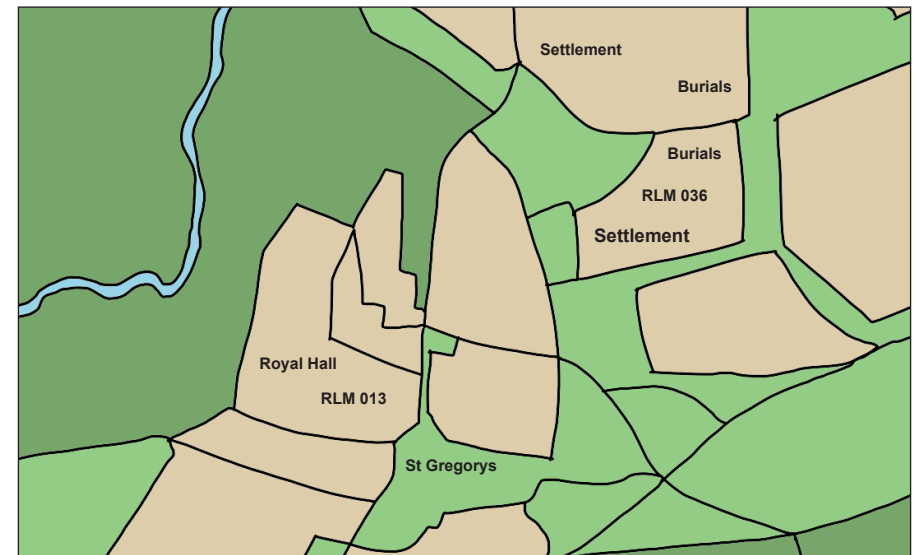 Settlement
Burials
Burials
RLM 036
Settlement
Royal Hall
RLM 013
St Gregorys